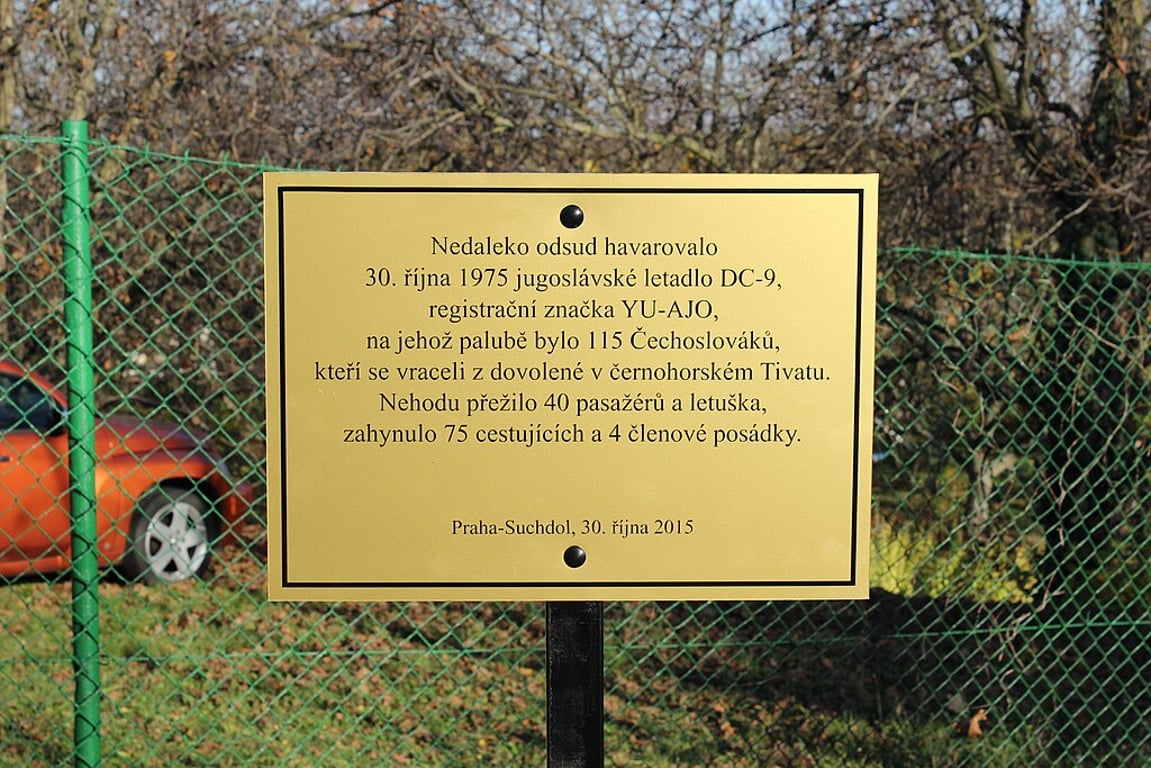 Nedaleko odsud havarovalo
30. října 1975 jugoslávské letadlo DC-9,
registrační značka YU-AJO,
na jehož palubě bylo 115 Čechoslováků,
kteří se vraceli z dovolené v černohorském Tivatu.
Nehodu přežilo 40 pasažérů a letuška,
zahynulo 75 cestujících a 4 členové posádky.
Praha-Suchdol, 30. října 2015